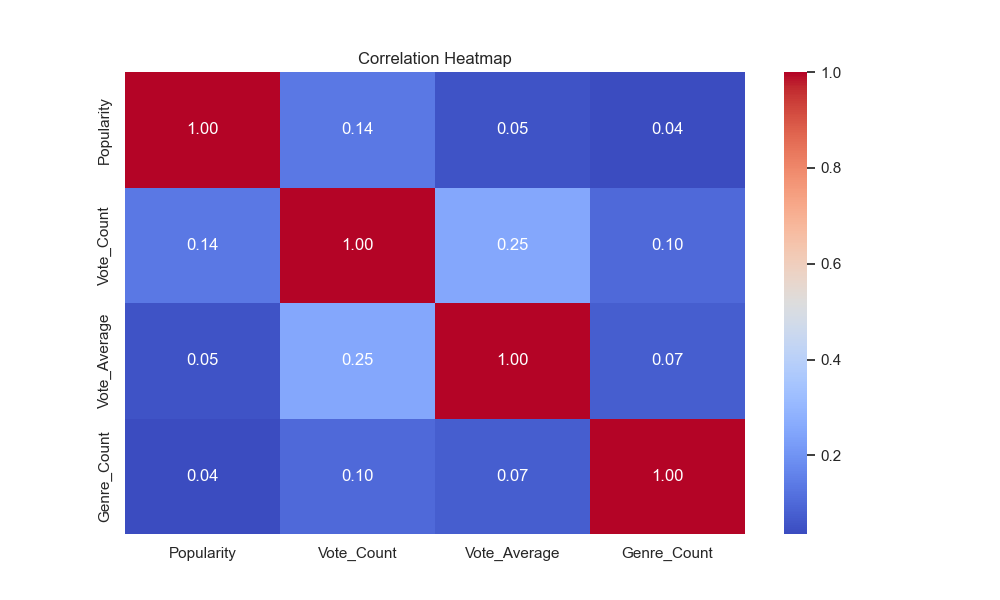 Correlation Heatmap
Popularity
1.00 0.14 0.05 0.04
Vote_Count
0.14 1.00 0.25 0.10
Vote_Average
0.05 0.25 1.00 0.07
Genre_Count
0.04 0.10 0.07 1.00
Popularity Vote_Count Vote_Average Genre_Count
1.0
0.8
0.6
0.4
0.2